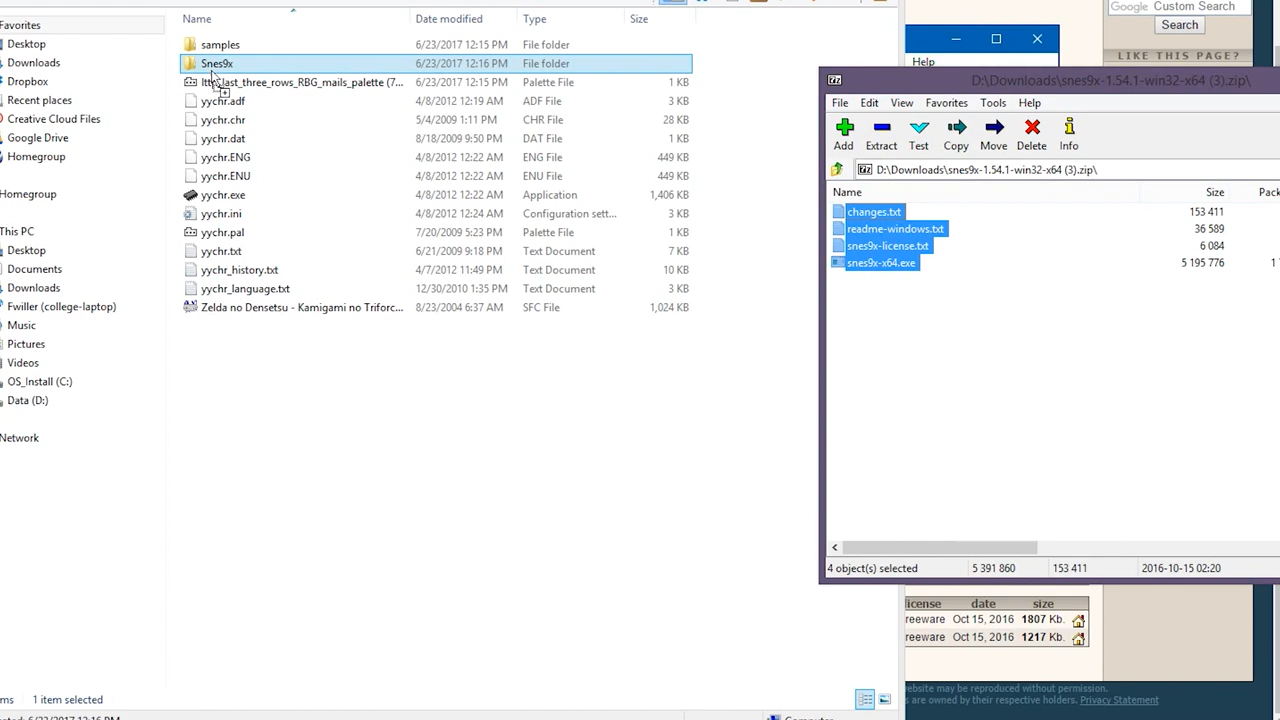 Name Date modified Type Size
Favorites
Desktop
Downloads
Dropbox
Recent places
Creative Cloud Files
Google Drive
Homegroup
Homegroup
This PC
Desktop
Documents
Downloads
Fwiller (college-laptop)
Music
Pictures
Videos
OS_Install (C:)
Data (D:)
Network
samples 6/23/2017 12:15 PM File folder
Snes9x 6/23/2017 12:16 PM File folder
lttp_last_three_rows_RBG_mails_palette (7... 6/23/2017 12:15 PM Palette File 1 KB
yychr.adf 4/8/2012 12:19 AM ADF File 3 KB
yychr.chr 5/4/2009 1:11 PM CHR File 28 KB
yychr.dat 8/18/2009 9:50 PM DAT File 3 KB
yychr.ENG 4/8/2012 12:22 AM ENG File 449 KB
yychr.ENU 4/8/2012 12:22 AM ENU File 449 KB
yychr.exe 4/8/2012 12:22 AM Application 1,406 KB
yychr.ini 4/8/2012 12:24 AM Configuration sett... 3 KB
yychr.pal 7/20/2009 5:23 PM Palette File 1 KB
yychr.txt 6/21/2009 9:18 PM Text Document 7 KB
yychr_history.txt 4/7/2012 11:49 PM Text Document 10 KB
yychr_language.txt 12/30/2010 1:35 PM Text Document 3 KB
Zelda no Densetsu - Kamigami no Triforc... 8/23/2004 6:37 AM SFC File 1,024 KB
ms 1 item selected
6/23/2017 12:16 PM
Computer
Google Custom Search
Search
LIKE THIS PAGE?
Help
D:\Downloads\snes9x-1.54.1-win32-x64 (3).zip\
File Edit View Favorites Tools Help
Add Extract Test Copy Move Delete Info
D:\Downloads\snes9x-1.54.1-win32-x64 (3).zip\
Name Size Pack
changes.txt 153 411
readme-windows.txt 36 589
snes9x-license.txt 6 084
snes9x-x64.exe 5 195 776 1
4 object(s) selected 5 391 860 153 411 2016-10-15 02:20
license date size
reeware Oct 15, 2016 1807 Kb.
reeware Oct 15, 2016 1217 Kb.
ebsite may be reproduced without permission.
s are owned by their respective holders. Privacy Statement